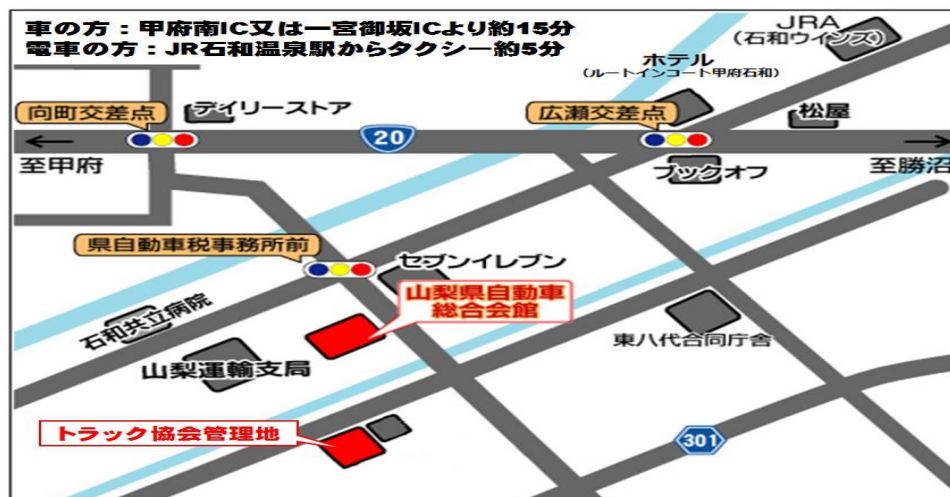 車の方：甲府南IC又は一宮御坂ICより約15分
電車の方：JR石和温泉駅からタクシー約5分
JRA
（石和ウインズ）
ホテル
（ルートインコート甲府石和）
向町交差点
デイリーストア
広瀬交差点
松屋
20
至甲府
ブックオフ
至勝沼
県自動車税事務所前
セブンイレブン
山梨県自動車
総合会館
石和共立病院
東八代合同庁舎
山梨運輸支局
トラック協会管理地
301